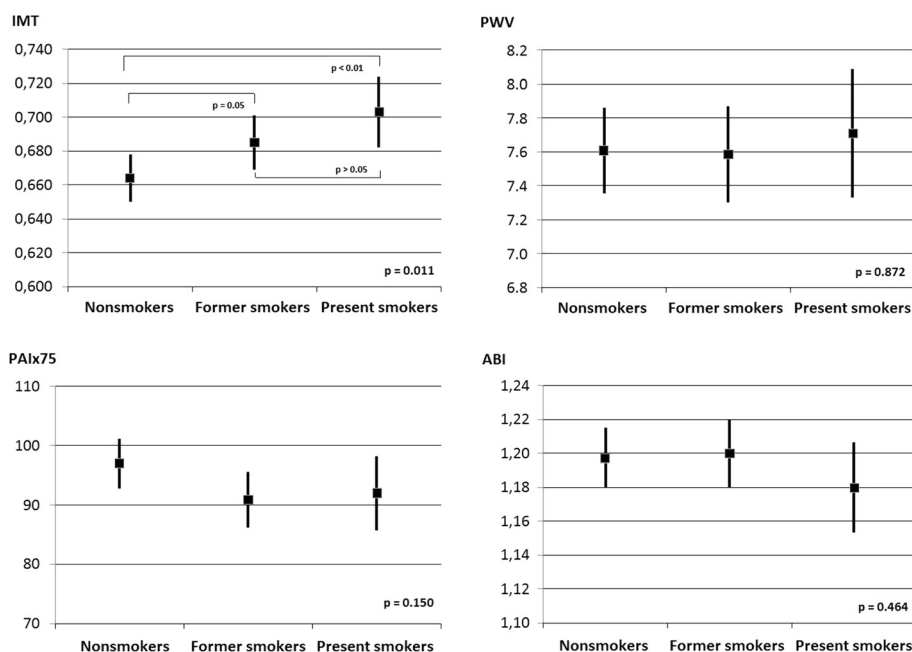 IMT
0,740
0,720
0,700
0,680
0,660
0,640
0,620
0,600
p < 0.01
p = 0.05
p > 0.05
p = 0.011
Nonsmokers Former smokers Present smokers
PWV
8.2
8.0
7.8
7.6
7.4
7.2
7.0
6.8
p = 0.872
Nonsmokers Former smokers Present smokers
PAIx75
110
100
90
80
70
p = 0.150
Nonsmokers Former smokers Present smokers
ABI
1,24
1,22
1,20
1,18
1,16
1,14
1,12
1,10
p = 0.464
Nonsmokers Former smokers Present smokers